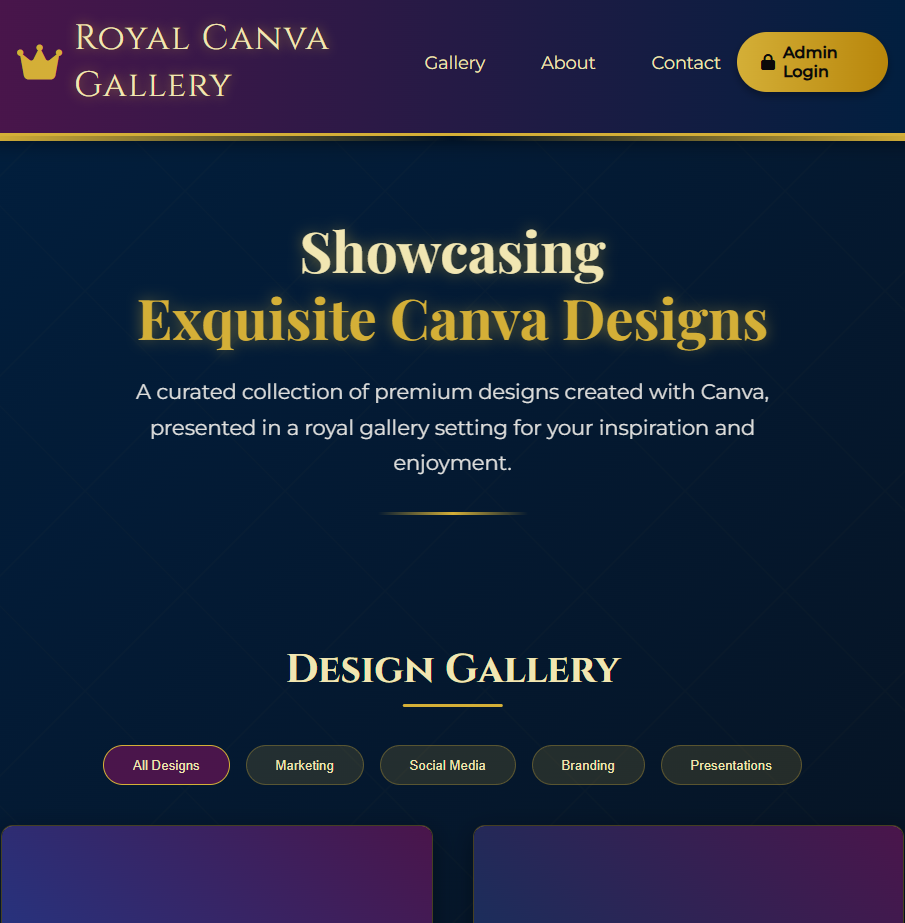 Royal Canva
Gallery
Gallery
About
Contact
Admin
Login
Showcasing
Exquisite Canva Designs
A curated collection of premium designs created with Canva,
presented in a royal gallery setting for your inspiration and
enjoyment.
Design Gallery
All Designs
Marketing
Social Media
Branding
Presentations